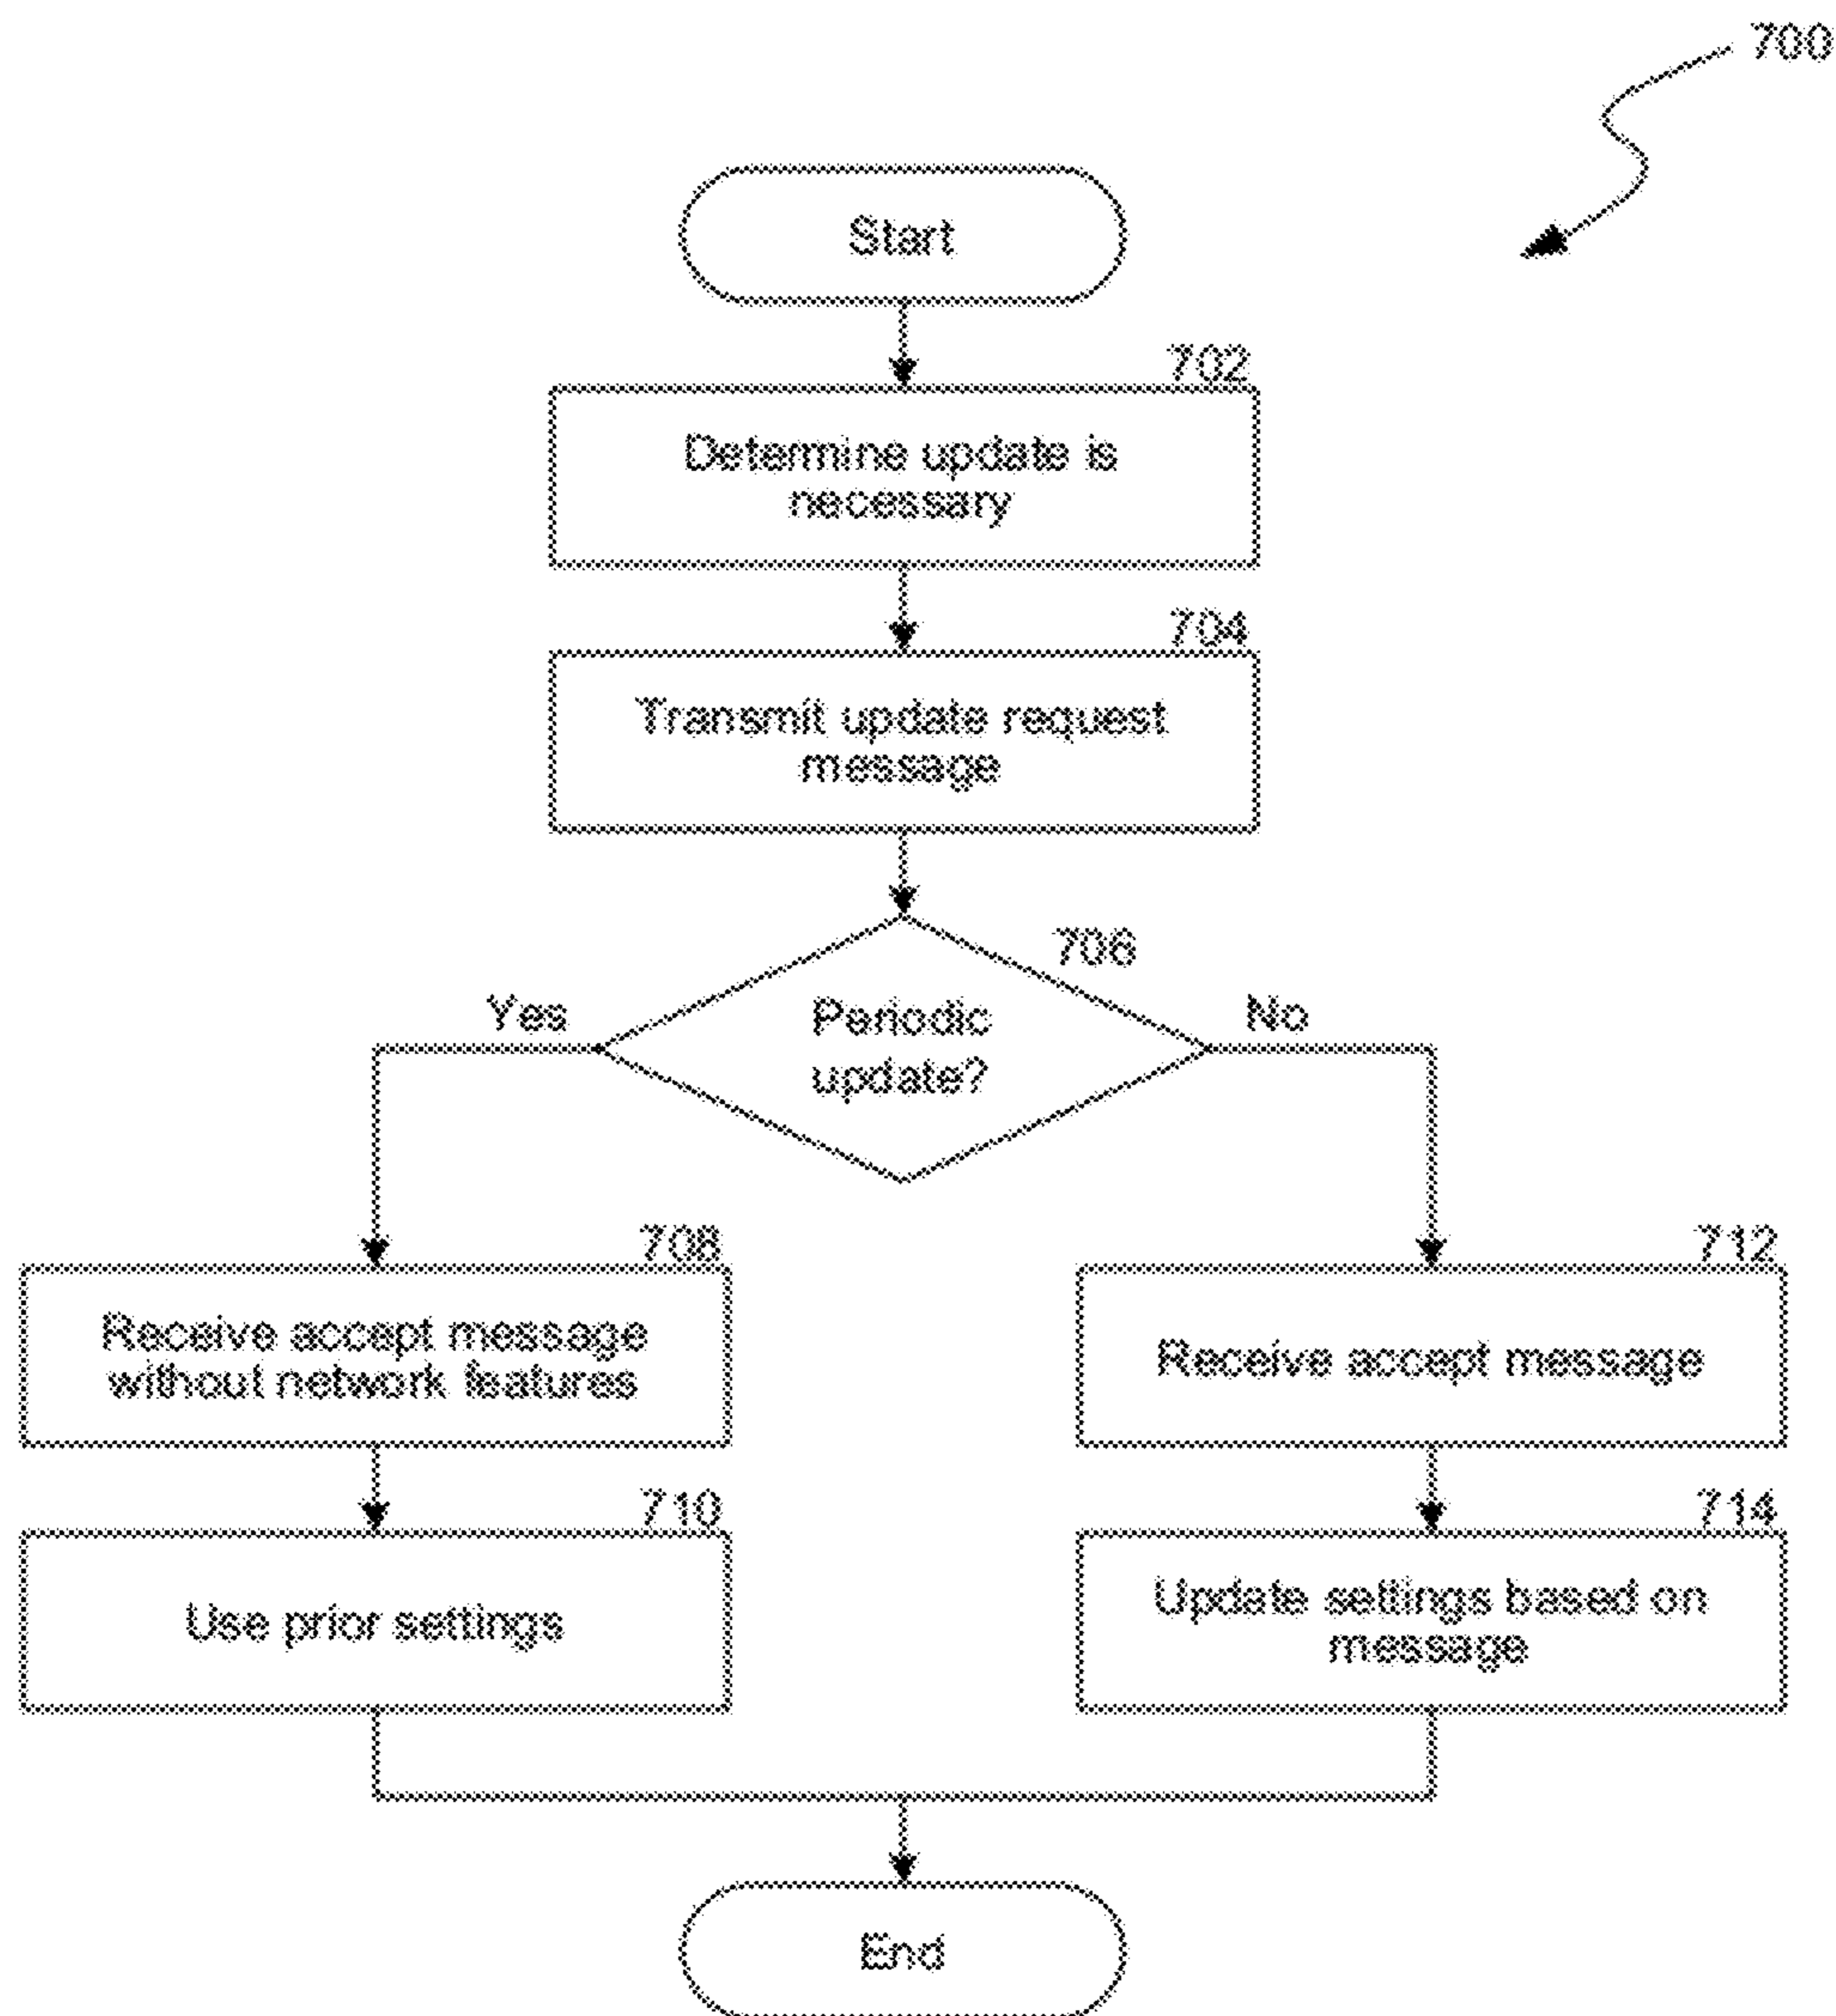 700
Start
702
Determine update is
necessary
704
Transmit update request
message
706
Yes
Periodic
update?
No
708
Receive accept message
without network features
712
Receive accept message
710
Use prior settings
714
Update settings based on
message
End